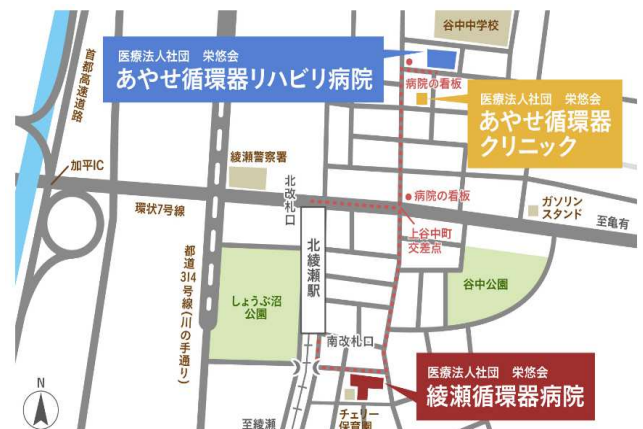 谷中中学校
首都高速道路
医療法人社団　栄悠会
あやせ循環器リハビリ病院
病院の看板
医療法人社団　栄悠会
あやせ循環器
クリニック
加平IC
綾瀬警察署
北改札口
病院の看板
ガソリン
スタンド
環状7号線
至亀有
上谷中町
交差点
都道314号線(川の手通り)
北綾瀬駅
しょうぶ沼
公園
谷中公園
南改札口
医療法人社団　栄悠会
綾瀬循環器病院
N
至綾瀬
チェリー
保育園